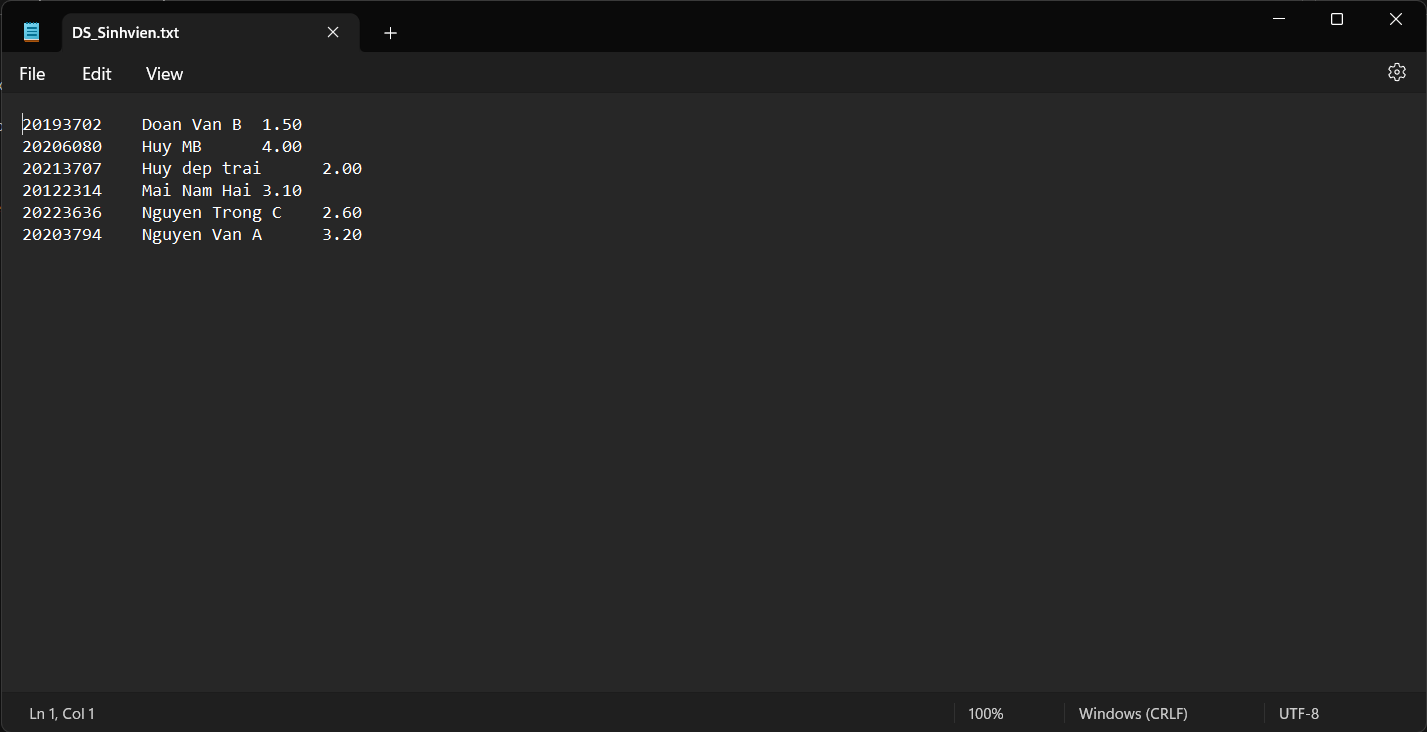 DS_Sinhvien.txt
File Edit View
20193702 Doan Van B 1.50
20206080 Huy MB 4.00
20213707 Huy dep trai 2.00
20122314 Mai Nam Hai 3.10
20223636 Nguyen Trong C 2.60
20203794 Nguyen Van A 3.20
Ln 1, Col 1 100% Windows (CRLF) UTF-8